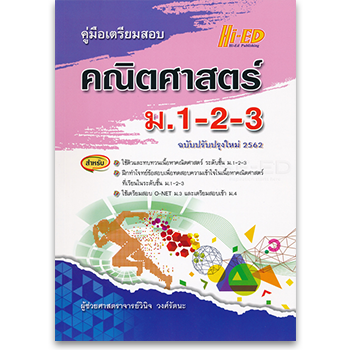 คู่มือเตรียมสอบ
Hi-ED
Hi-Ed Publishing
คณิตศาสตร์
ม.1-2-3
ฉบับปรับปรุงใหม่ 2562
สำหรับ
ใช้ติวและทบทวนเนื้อหาคณิตศาสตร์ ระดับชั้น ม.1-2-3
ฝึกทำโจทย์ข้อสอบเพื่อทดสอบความเข้าใจในเนื้อหาคณิตศาสตร์
ที่เรียนในระดับชั้น ม.1-2-3
ใช้เตรียมสอบ O-NET ม.3 และเตรียมสอบเข้า ม.4
ผู้ช่วยศาสตราจารย์วินิจ วงศ์รัตนะ